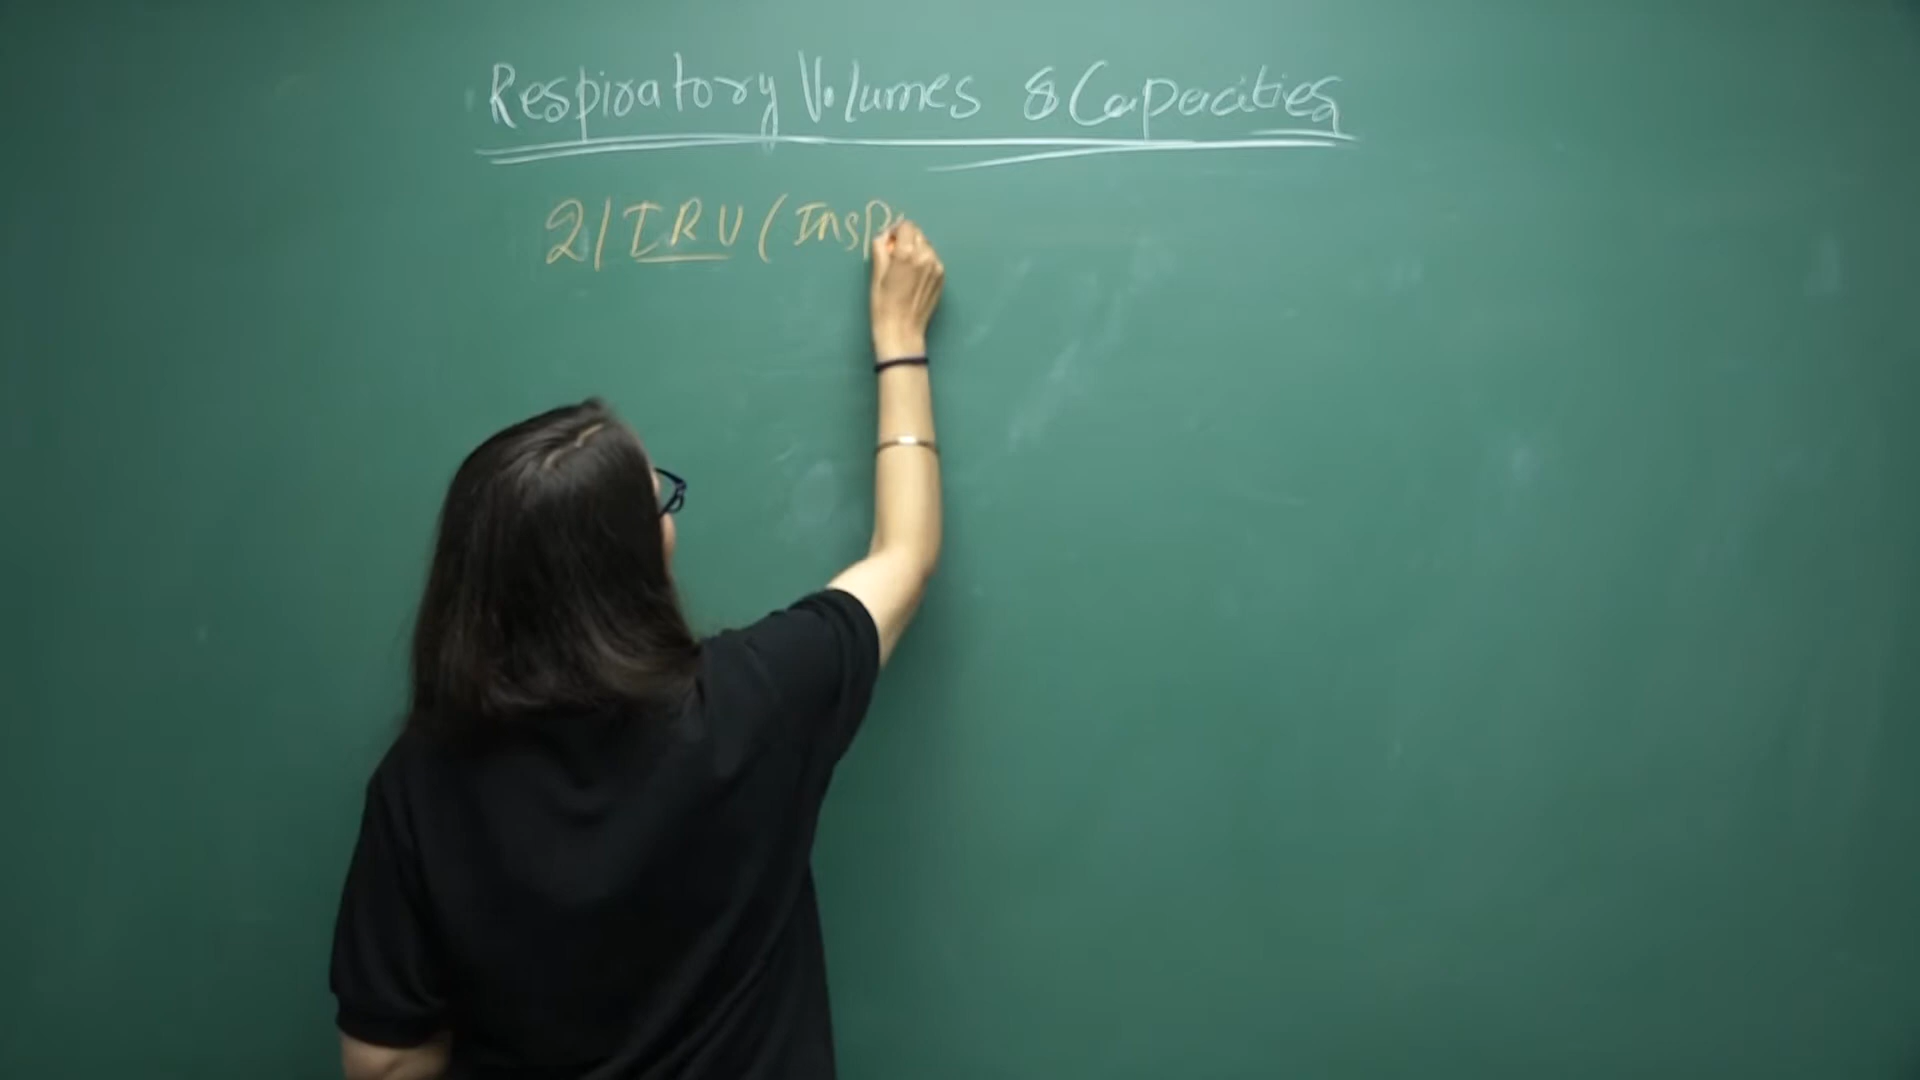 Respiratory Volumes & Capacities
2/ IRV (Insp